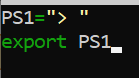 PS1="> "
export PS1